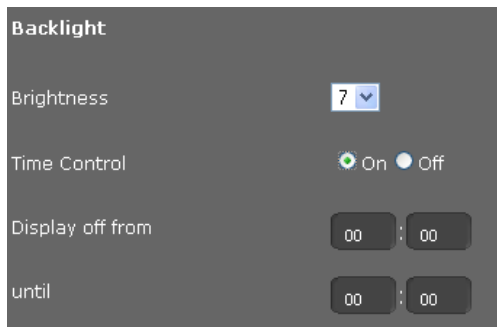 Backlight
Brightness 7
Time Control On Off
Display off from 00 : 00
until 00 : 00